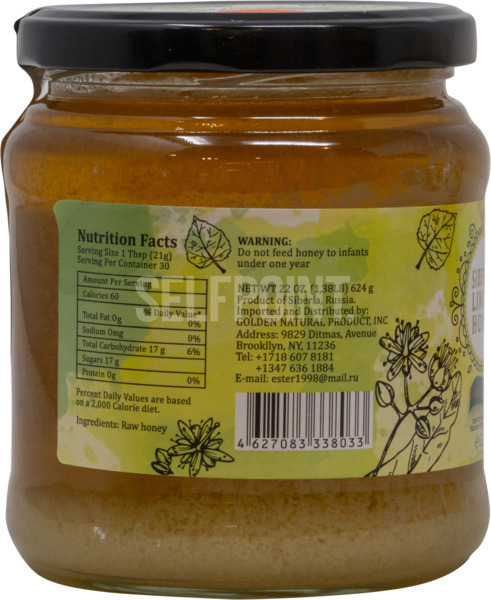 Nutrition Facts
Serving Size 1 Tbsp (21g)
Serving Per Container 30
Amount Per Serving
Calories 60
% Daily Value*
Total Fat 0g
0%
Sodium 0mg
0%
Total Carbohydrate 17 g 6%
Sugars 17 g
Protein 0g
0%
Percent Daily Values are based
on a 2,000 Calorie diet.
Ingredients: Raw honey
WARNING:
Do not feed honey to infants
under one year
NET WT 22 OZ. (1,38LB) 624 g
Product of Siberia, Russia.
Imported and Distributed by:
GOLDEN NATURAL PRODUCT, INC
Address: 9829 Ditmas, Avenue
Brookllyn, NY, 11236
Tel: +1718 607 8181
+1347 636 1884
E-mail: ester1998@mail.ru
4 627083 338033